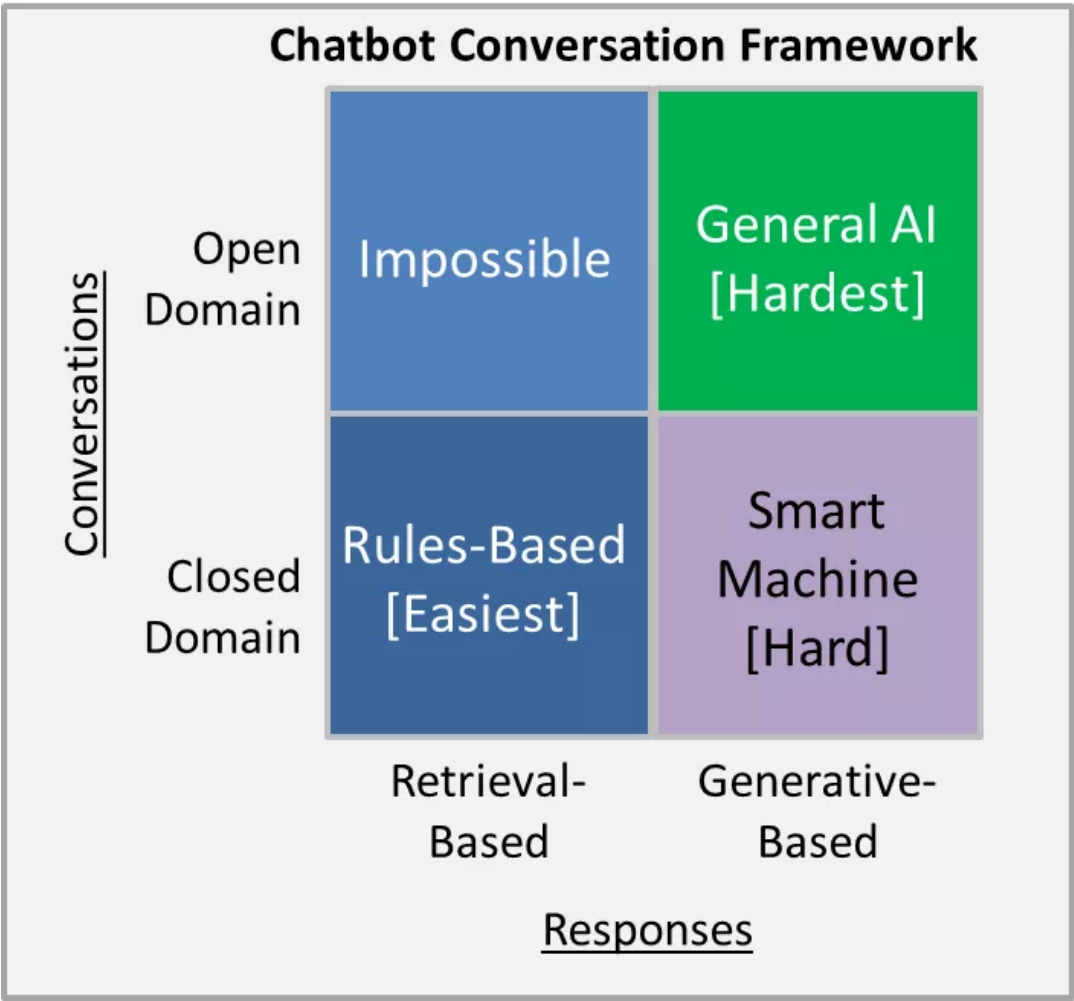 Chatbot Conversation Framework
Conversations
Open
Domain
Impossible
General AI
[Hardest]
Closed
Domain
Rules-Based
[Easiest]
Smart
Machine
[Hard]
Retrieval-
Based
Generative-
Based
Responses